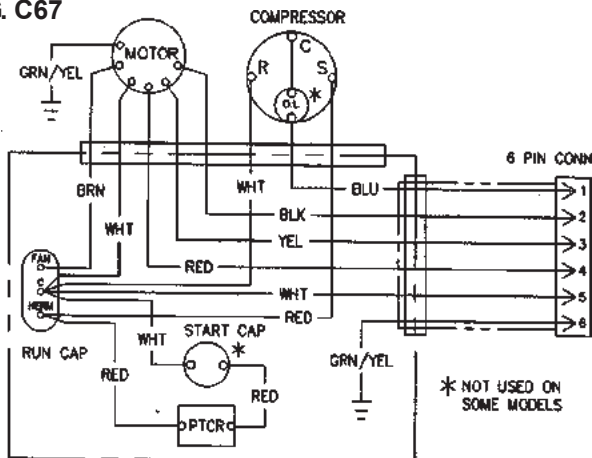 . C67
COMPRESSOR
MOTOR
GRN/YEL
R
C
S
O.L
*
6 PIN CONN
BRN
WHT
WHT
BLU
1
BLK
2
YEL
3
FAN
C
HERM
RED
4
WHT
5
RED
6
RUN CAP
WHT
START CAP
*
GRN/YEL
RED
RED
PTCR
* NOT USED ON
SOME MODELS